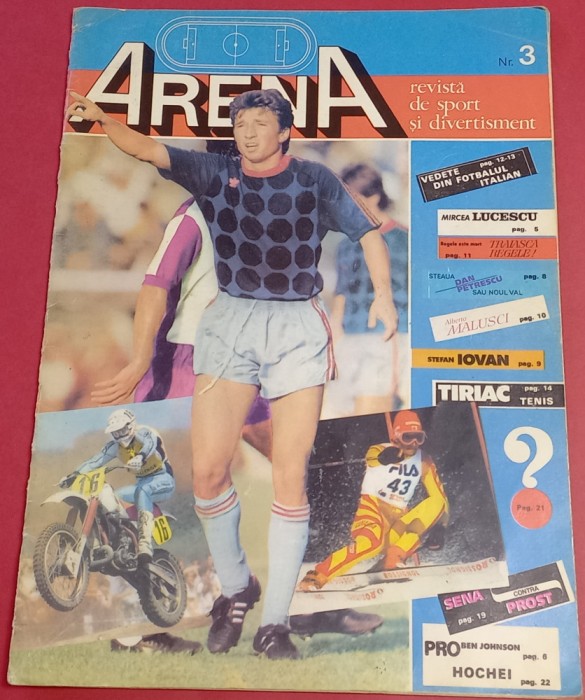 ARENA
Nr. 3
revistă
de sport
și divertisment
pag. 12-13
VEDETE
DIN FOTBALUL
ITALIAN
MIRCEA LUCESCU
pag. 5
Regele este mort TRĂIASCĂ
pag. 11 REGELE!
STEAUA pag. 8
DAN
PETRESCU
SAU NOUL VAL
Alberto
MALUSCI pag. 10
STEFAN IOVAN pag. 9
TIRIAC pag. 14
TENIS
?
Pag. 21
16
16
FILA
43
ROSSIGNOL
SENA CONTRA
PROST
pag. 19
PRO BEN JOHNSON
pag. 6
HOCHEI
pag. 22